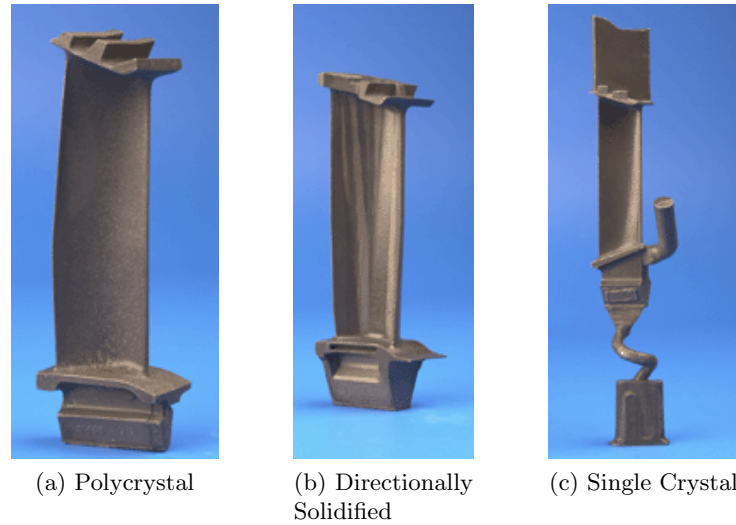 (a) Polycrystal
(b) Directionally
Solidified
(c) Single Crystal